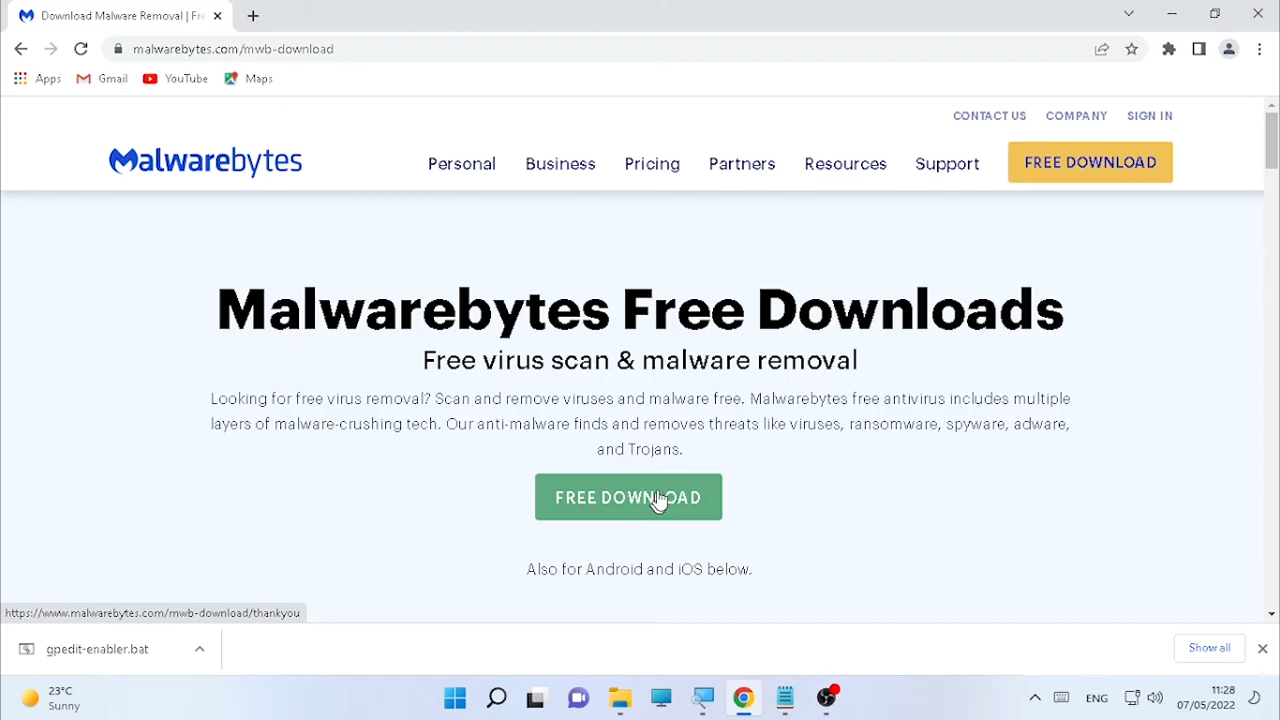 Download Malware Removal | Fre
malwarebytes.com/mwb-download
Apps Gmail YouTube Maps
CONTACT US COMPANY SIGN IN
Malwarebytes Personal Business Pricing Partners Resources Support FREE DOWNLOAD
Malwarebytes Free Downloads
Free virus scan & malware removal
Looking for free virus removal? Scan and remove viruses and malware free. Malwarebytes free antivirus includes multiple
layers of malware-crushing tech. Our anti-malware finds and removes threats like viruses, ransomware, spyware, adware,
and Trojans.
FREE DOWNLOAD
Also for Android and iOS below.
https://www.malwarebytes.com/mwb-download/thankyou
gpedit-enabler.bat Show all
23°C
Sunny
ENG
11:28
07/05/2022